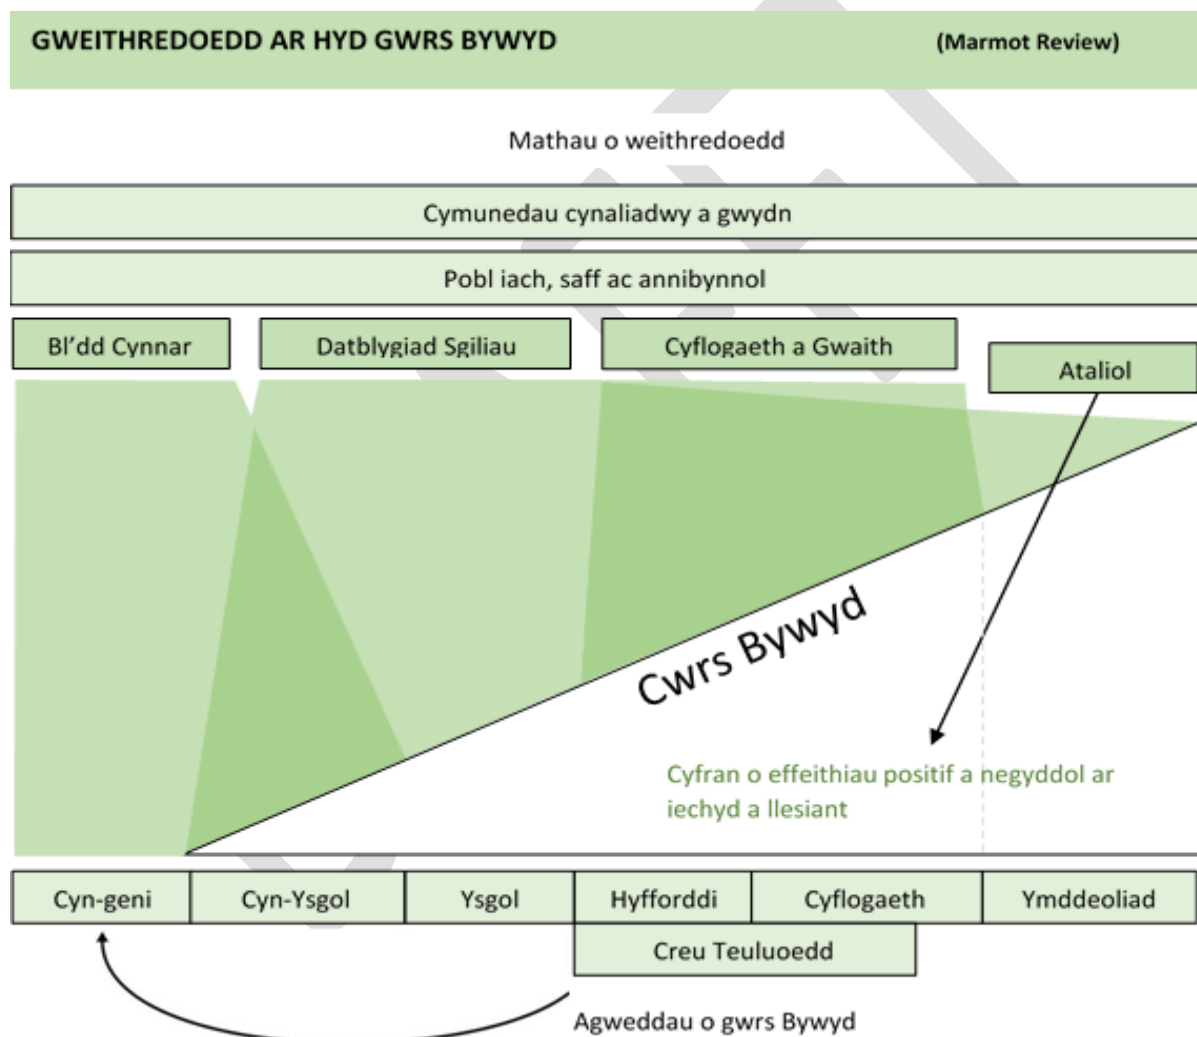 GWEITHREDOEDD AR HYD GWRS BYWYD (Marmot Review)
Mathau o weithredoedd
Cymunedau cynaliadwy a gwydn
Pobl iach, saff ac annibynnol
Bl'dd Cynnar
Datblygiad Sgiliau
Cyflogaeth a Gwaith
Ataliol
Cwrs Bywyd
Cyfran o effeithiau positif a negyddol ar
iechyd a llesiant
Cyn-geni
Cyn-Ysgol
Ysgol
Hyfforddi
Cyflogaeth
Ymddeoliad
Creu Teuluoedd
Agweddau o gwrs Bywyd